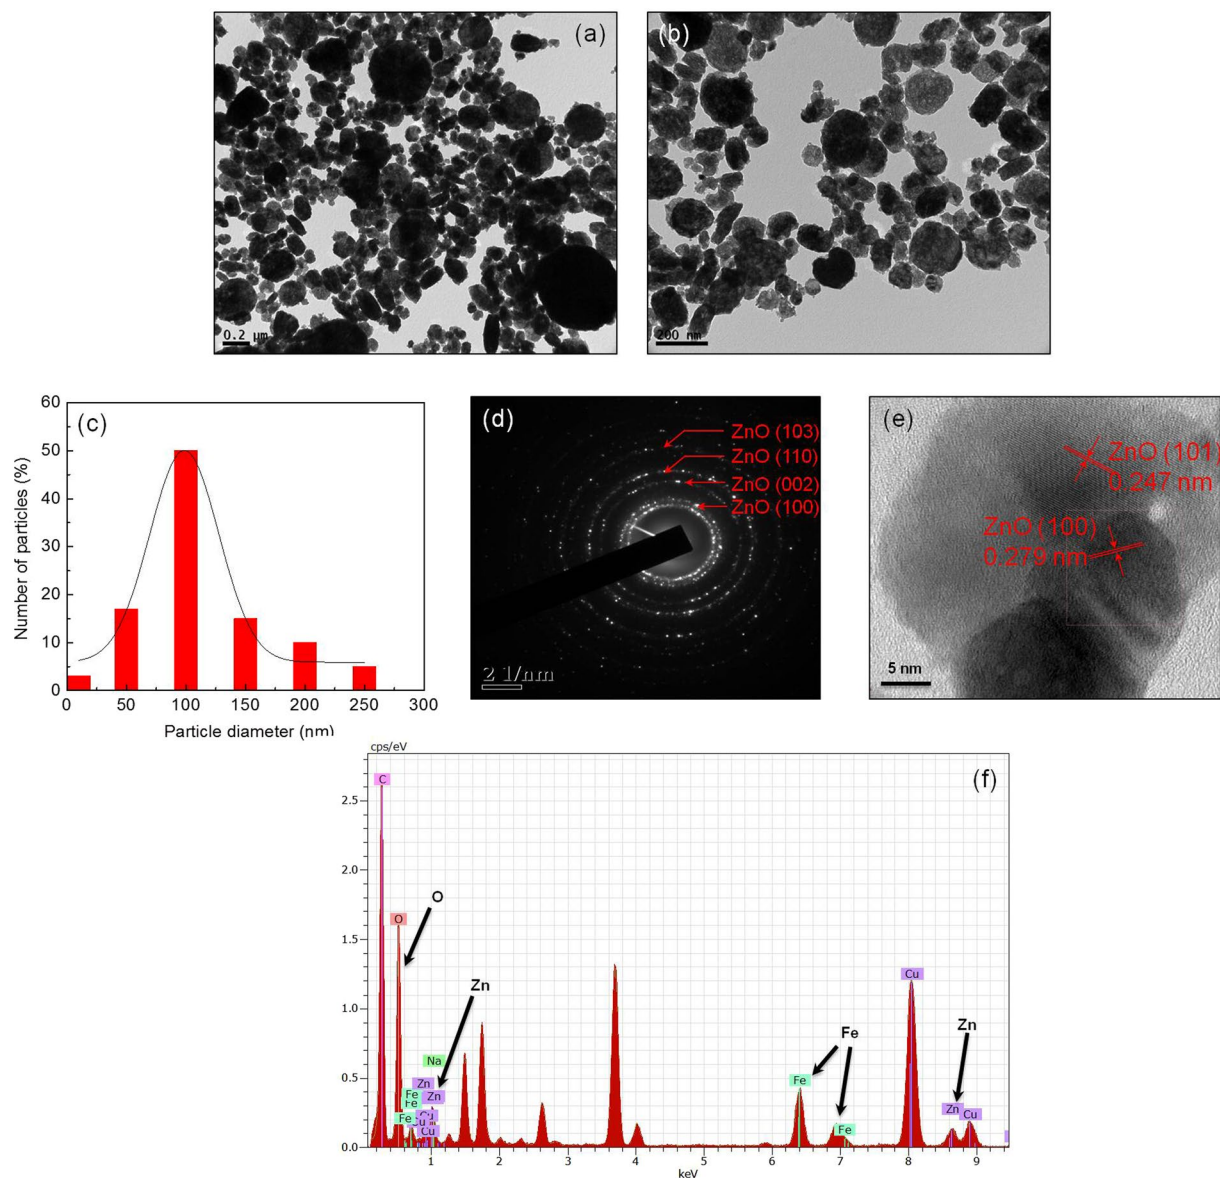 (a)
0.2 µm
(b)
200 nm
(c)
60
50
40
30
20
10
0
Number of particles (%)
0 50 100 150 200 250 300
Particle diameter (nm)
(d)
ZnO (103)
ZnO (110)
ZnO (002)
ZnO (100)
2 1/nm
(e)
ZnO (101)
0.247 nm
ZnO (100)
0.279 nm
5 nm
cps/eV
(f)
C
2.5
2.0
O
O
1.5
Zn
Cu
1.0
Fe
Zn
Na
Zn
Fe
Zn
Fe
Fe
Cu
Cu
Cu
0.5
Fe
Fe
Zn
Cu
0.0
1 2 3 4 5 6 7 8 9
keV